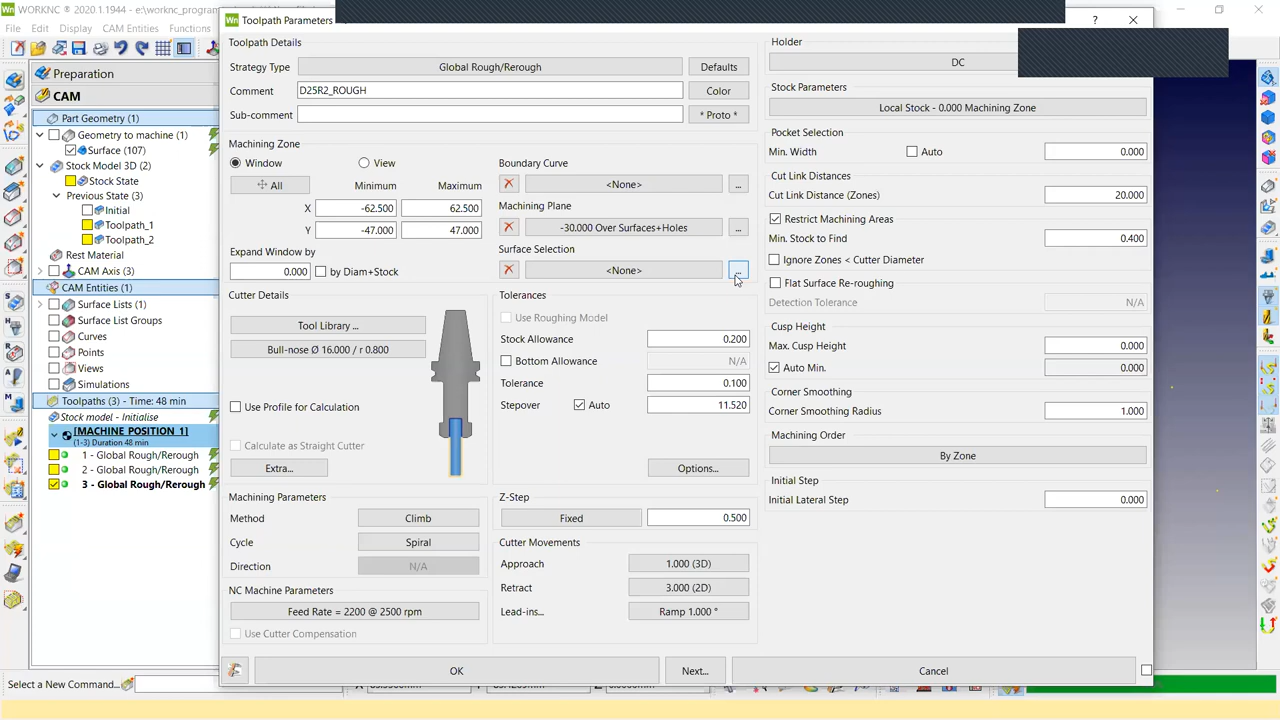 WORKNC ® 2020.1.1944 - e:\worknc_progra
File Edit CAM Entities Functions
Preparation
CAM
Part Geometry (1)
Geometry to machine (1)
Surface (107)
Stock Model 3D (2)
Stock State
Previous State (3)
Initial
Toolpath_1
Toolpath_2
Rest Material
CAM Axis (3)
CAM Entities (1)
Surface Lists (1)
Surface List Groups
Curves
Points
Views
Simulations
Toolpaths (3) - Time: 48 min
Stock model - Initialise
[MACHINE POSITION 1]
(1-3) Duration 48 min
1 - Global Rough/Rerough
2 - Global Rough/Rerough
3 - Global Rough/Rerough
Select a New Command...
Wn Toolpath Parameters
?
Toolpath Details
Strategy Type Global Rough/Rerough Defaults
Comment D25R2_ROUGH Color
Sub-comment * Proto *
Machining Zone
Window View
All Minimum Maximum
X -62.500 62.500
Y -47.000 47.000
Expand Window by
0.000 by Diam+Stock
Boundary Curve
<None> ...
Machining Plane
-30.000 Over Surfaces+Holes ...
Surface Selection
<None> ...
Cutter Details
Tool Library ...
Bull-nose Ø 16.000 / r 0.800
Use Profile for Calculation
Calculate as Straight Cutter
Extra...
Tolerances
Use Roughing Model
Stock Allowance 0.200
Bottom Allowance N/A
Tolerance 0.100
Stepover Auto 11.520
Options...
Machining Parameters
Method Climb
Cycle Spiral
Direction N/A
NC Machine Parameters
Feed Rate = 2200 @ 2500 rpm
Use Cutter Compensation
Z-Step
Fixed 0.500
Cutter Movements
Approach 1.000 (3D)
Retract 3.000 (2D)
Lead-ins... Ramp 1.000 °
Holder
DC
Stock Parameters
Local Stock - 0.000 Machining Zone
Pocket Selection
Min. Width Auto 0.000
Cut Link Distances
Cut Link Distance (Zones) 20.000
Restrict Machining Areas
Min. Stock to Find 0.400
Ignore Zones < Cutter Diameter
Flat Surface Re-roughing
Detection Tolerance N/A
Cusp Height
Max. Cusp Height 0.000
Auto Min. 0.000
Corner Smoothing
Corner Smoothing Radius 1.000
Machining Order
By Zone
Initial Step
Initial Lateral Step 0.000
OK Next... Cancel